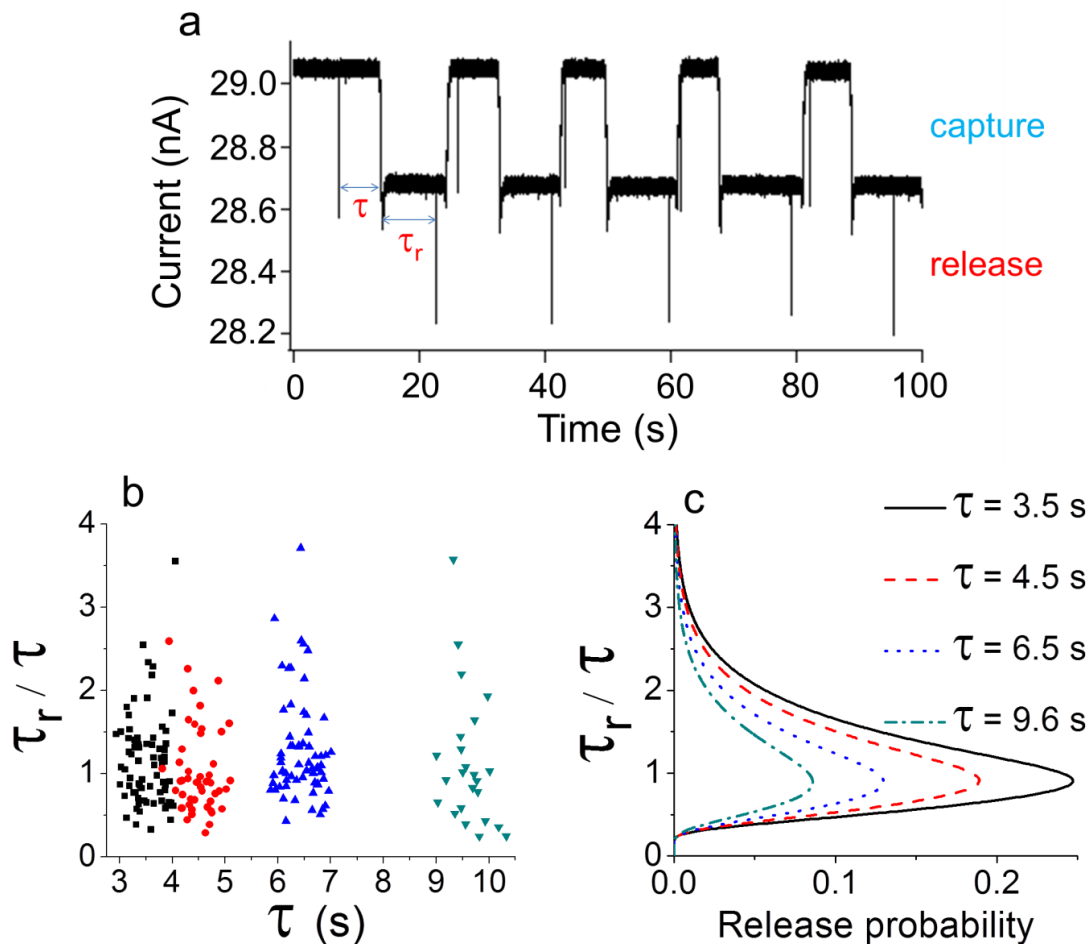 a
Current (nA)
29.0
28.8
28.6
28.4
28.2
τ
τr
capture
release
0 20 40 60 80 100
Time (s)
b
τr / τ
4
3
2
1
0
3 4 5 6 7 8 9 10
τ (s)
c
τ = 3.5 s
τ = 4.5 s
τ = 6.5 s
τ = 9.6 s
τr / τ
4
3
2
1
0
0.0 0.1 0.2
Release probability